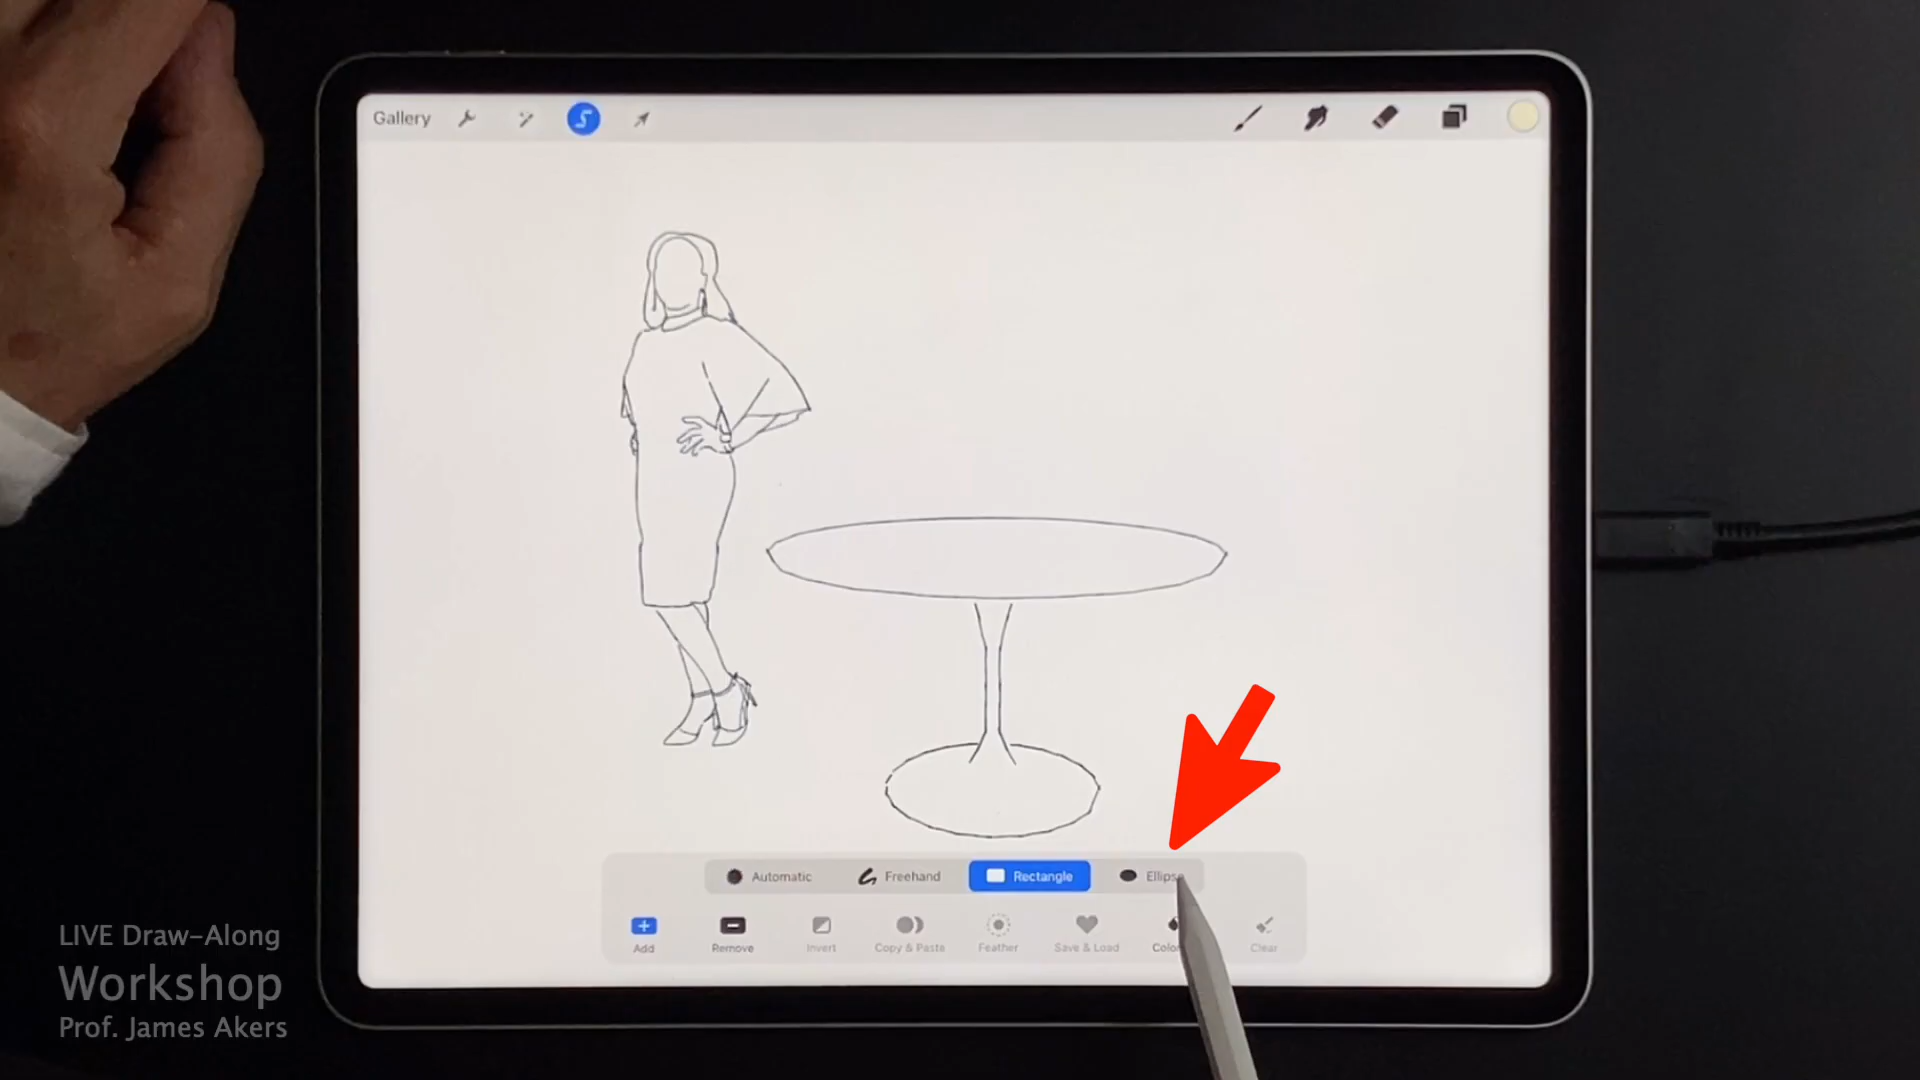 Gallery
Automatic
Freehand
Rectangle
Ellipse
Add
Remove
Invert
Copy & Paste
Feather
Save & Load
Color
Clear
LIVE Draw-Along
Workshop
Prof. James Akers